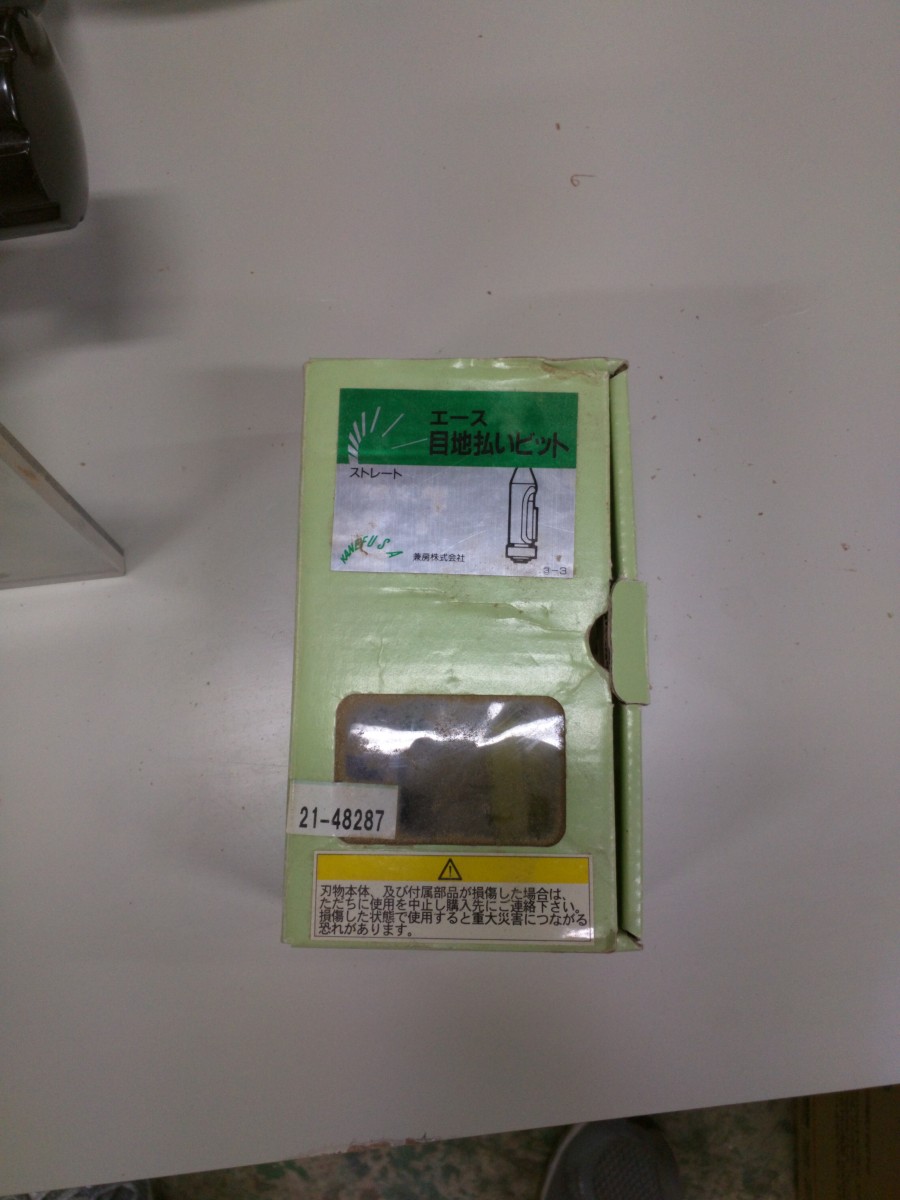 エース
目地払いビット
ストレート
KANEFUSA
兼房株式会社
3-3
21-48287
刃物本体、及び付属部品が損傷した場合は、
ただちに使用を中止し購入先にご連絡下さい。
損傷した状態で使用すると重大災害につながる
恐れがあります。